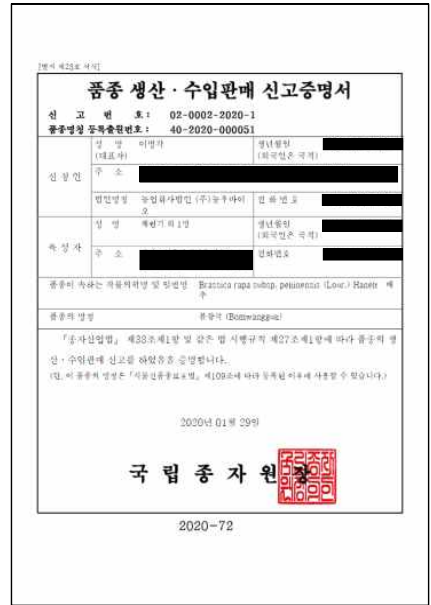 [별지 제28호 서식]
품종 생산 · 수입판매 신고증명서
신 고 번 호 : 02-0002-2020-1
품종명칭 등록출원번호 : 40-2020-000051
신청인
성 명 (대표자)
이병각
생년월일 (외국인은 국적)
주 소
법인명칭
농업회사법인 (주)농우바이오
전화번호
육성자
성 명
채원기 외 1명
생년월일 (외국인은 국적)
주 소
전화번호
품종이 속하는 작물의 학명 및 일반명
Brassica rapa subsp. pekinensis (Lour.) Hanelt 배추
품종의 명칭
봄왕국 (Bomwangguk)
「종자산업법」 제38조제1항 및 같은 법 시행규칙 제27조제1항에 따라 품종의 생
산 · 수입판매 신고를 하였음을 증명합니다.
(단, 이 품종의 명칭은 「식물신품종보호법」 제109조에 따라 등록된 이후에 사용할 수 있습니다.)
2020년 01월 29일
국립종자원장
2020-72